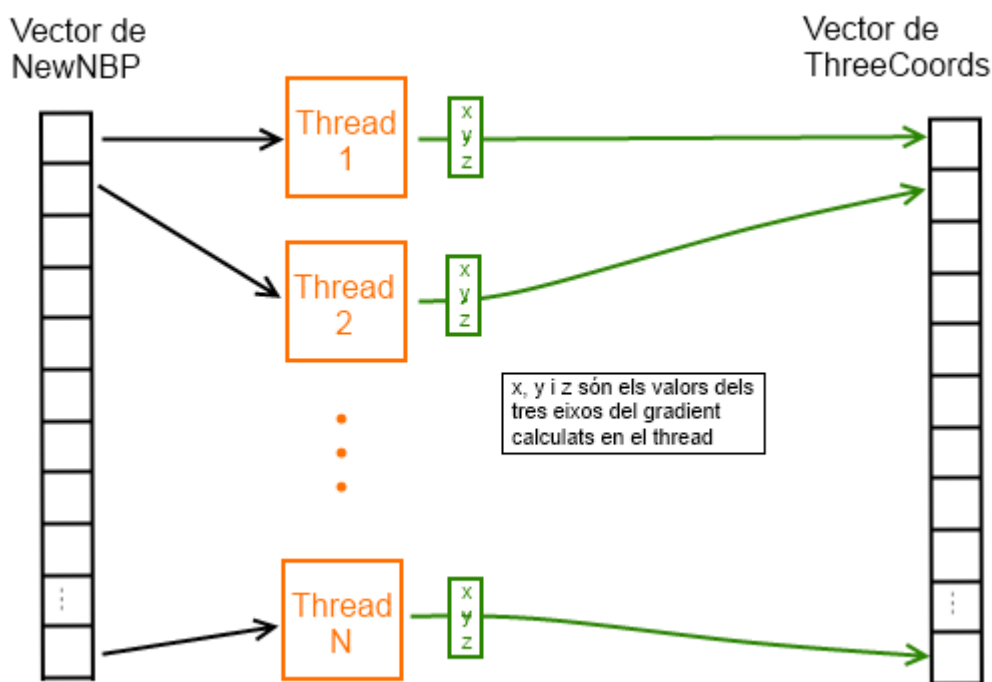 Vector de
NewNBP
Vector de
ThreeCoords
Thread
1
x
y
z
Thread
2
x
y
z
x, y i z són els valors dels
tres eixos del gradient
calculats en el thread
Thread
N
x
y
z